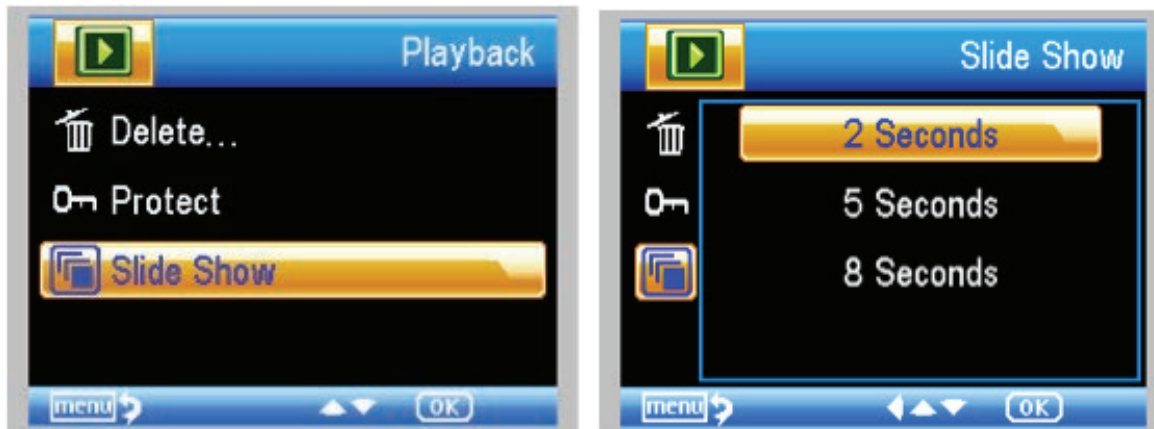 Playback
Delete...
Protect
Slide Show
menu
OK
Slide Show
2 Seconds
5 Seconds
8 Seconds
menu
OK